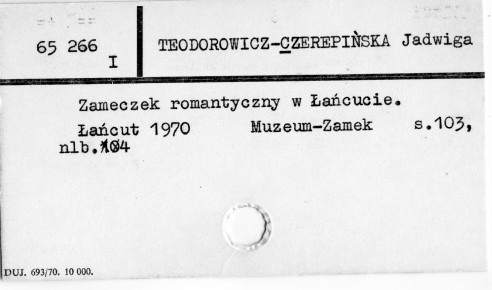 65 266
I
TEODOROWICZ-CZEREPIŃSKA Jadwiga
Zameczek romantyczny w Łańcucie.
Łańcut 1970 Muzeum-Zamek s.103,
nlb.104
DUJ. 693/70. 10 000.